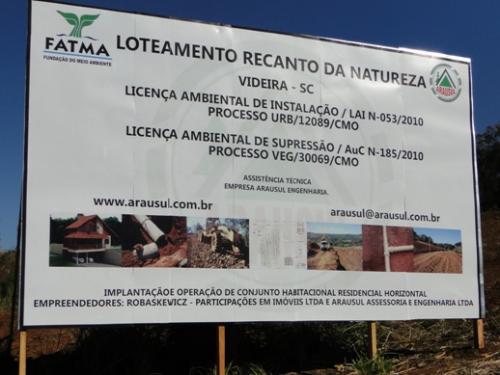 FATMA
FUNDAÇÃO DO MEIO AMBIENTE
LOTEAMENTO RECANTO DA NATUREZA
ARAUSUL
VIDEIRA - SC
LICENÇA AMBIENTAL DE INSTALAÇÃO / LAI N-053/2010
PROCESSO URB/12089/CMO
LICENÇA AMBIENTAL DE SUPRESSÃO / AuC N-185/2010
PROCESSO VEG/30069/CMO
ASSISTÊNCIA TÉCNICA
EMPRESA ARAUSUL ENGENHARIA.
www.arausul.com.br
arausul@arausul.com.br
IMPLANTAÇÃOE OPERAÇÃO DE CONJUNTO HABITACIONAL RESIDENCIAL HORIZONTAL
EMPREENDEDORES: ROBASKEVICZ - PARTICIPAÇÕES EM IMÓVEIS LTDA E ARAUSUL ASSESSORIA E ENGENHARIA LTDA